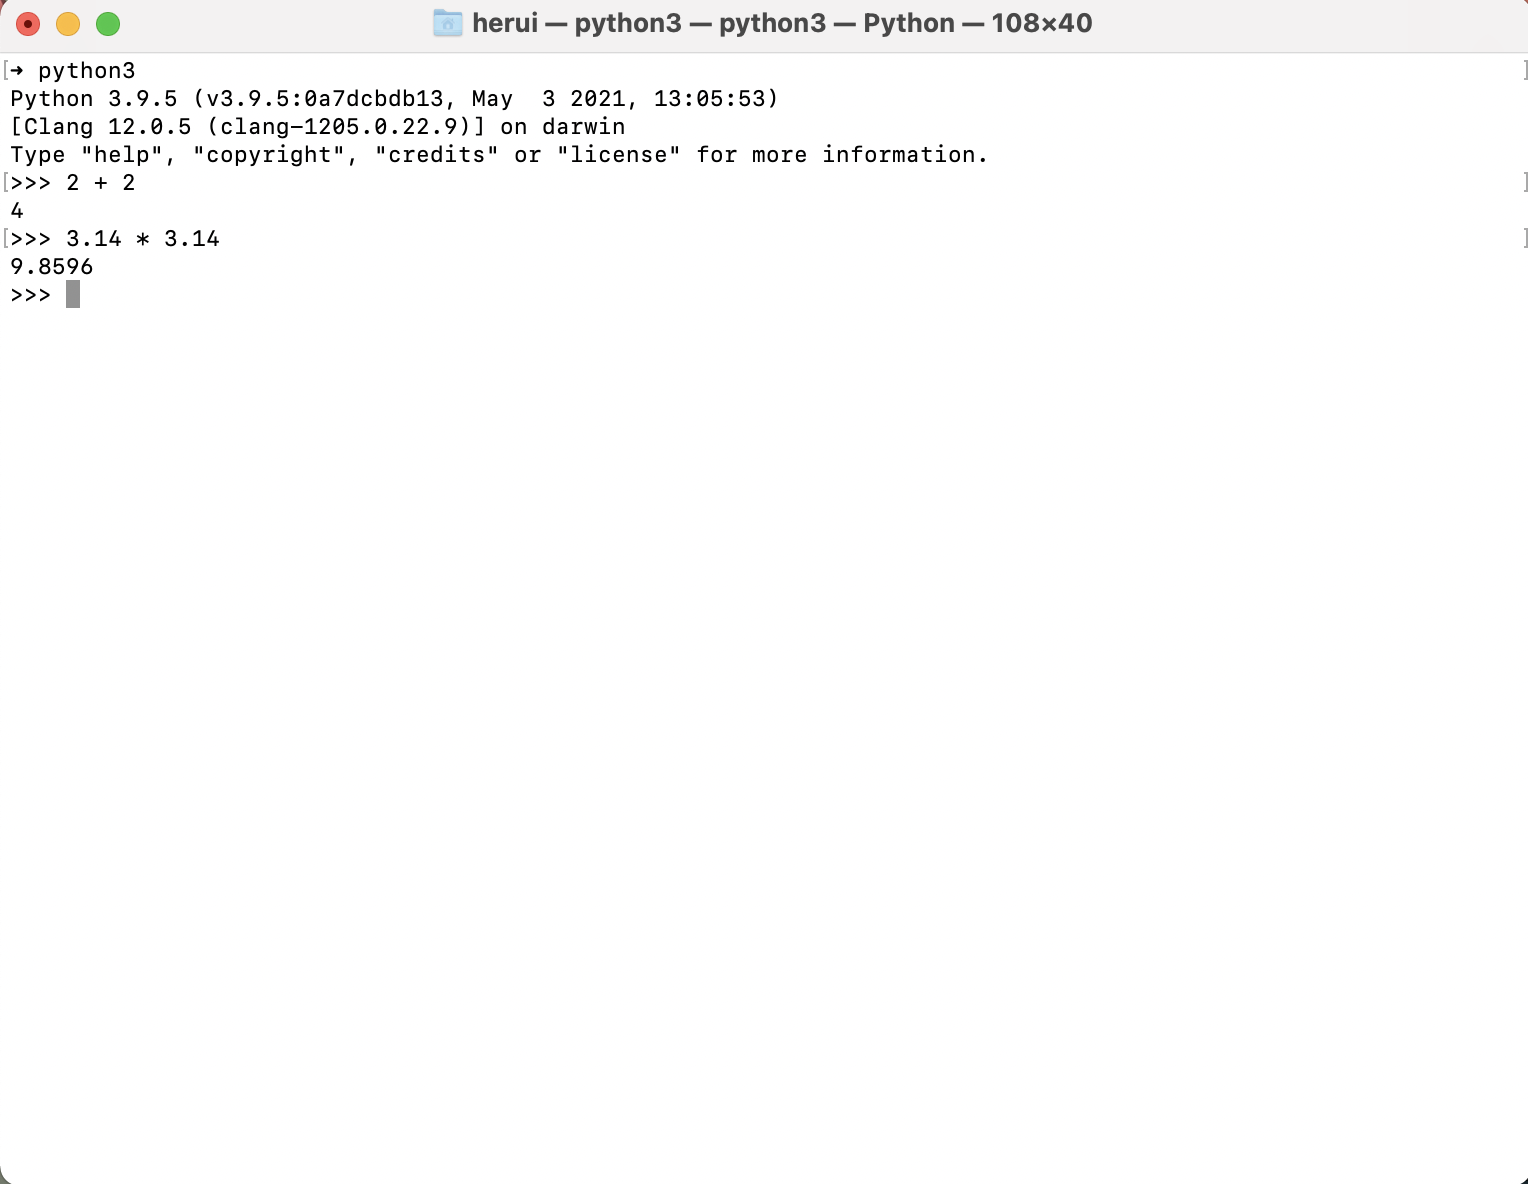 herui — python3 — python3 — Python — 108×40
[➜ python3 ]
Python 3.9.5 (v3.9.5:0a7dcbdb13, May  3 2021, 13:05:53)
[Clang 12.0.5 (clang-1205.0.22.9)] on darwin
Type "help", "copyright", "credits" or "license" for more information.
[>>> 2 + 2 ]
4
[>>> 3.14 * 3.14 ]
9.8596
>>>